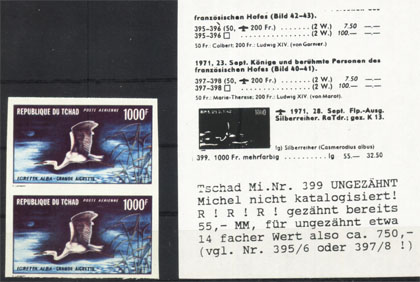 REPUBLIQUE DU TCHAD POSTE AERIENNE 1000F
EGRETTA ALBA - GRANDE AIGRETTE
REPUBLIQUE DU TCHAD POSTE AERIENNE 1000F
EGRETTA ALBA - GRANDE AIGRETTE
französischen Hofes (Bild 42–43).
395–396 (50, 200 Fr.) (2 W.) 7.50 —.—
395–396 (2 W.) 100.— —.—
50 Fr.: Colbert; 200 Fr.: Ludwig XIV. (von Garnier.)
1971, 23. Sept. Könige und berühmte Personen des
französischen Hofes (Bild 40–41).
397–398 (50, 200 Fr.) (2 W.) 7.50 —.—
397–398 (2 W.) 100.— —.—
50 Fr.: Marie-Therese; 200 Fr.: Ludwig XIV. (von Marot).
1971, 28. Sept. Flp.-Ausg.
Silberreiher. RaTdr.; gez. K 13.
lg) Silberreiher (Casmerodius albus)
399. 1000 Fr. mehrfarbig lg 55.— 32.50
Tschad Mi.Nr. 399 UNGEZÄHNT
Michel nicht katalogisiert!
R ! R ! R ! gezähnt bereits
55,- MM, für ungezähnt etwa
14 facher Wert also ca. 750,-
(vgl. Nr. 395/6 oder 397/8 !)